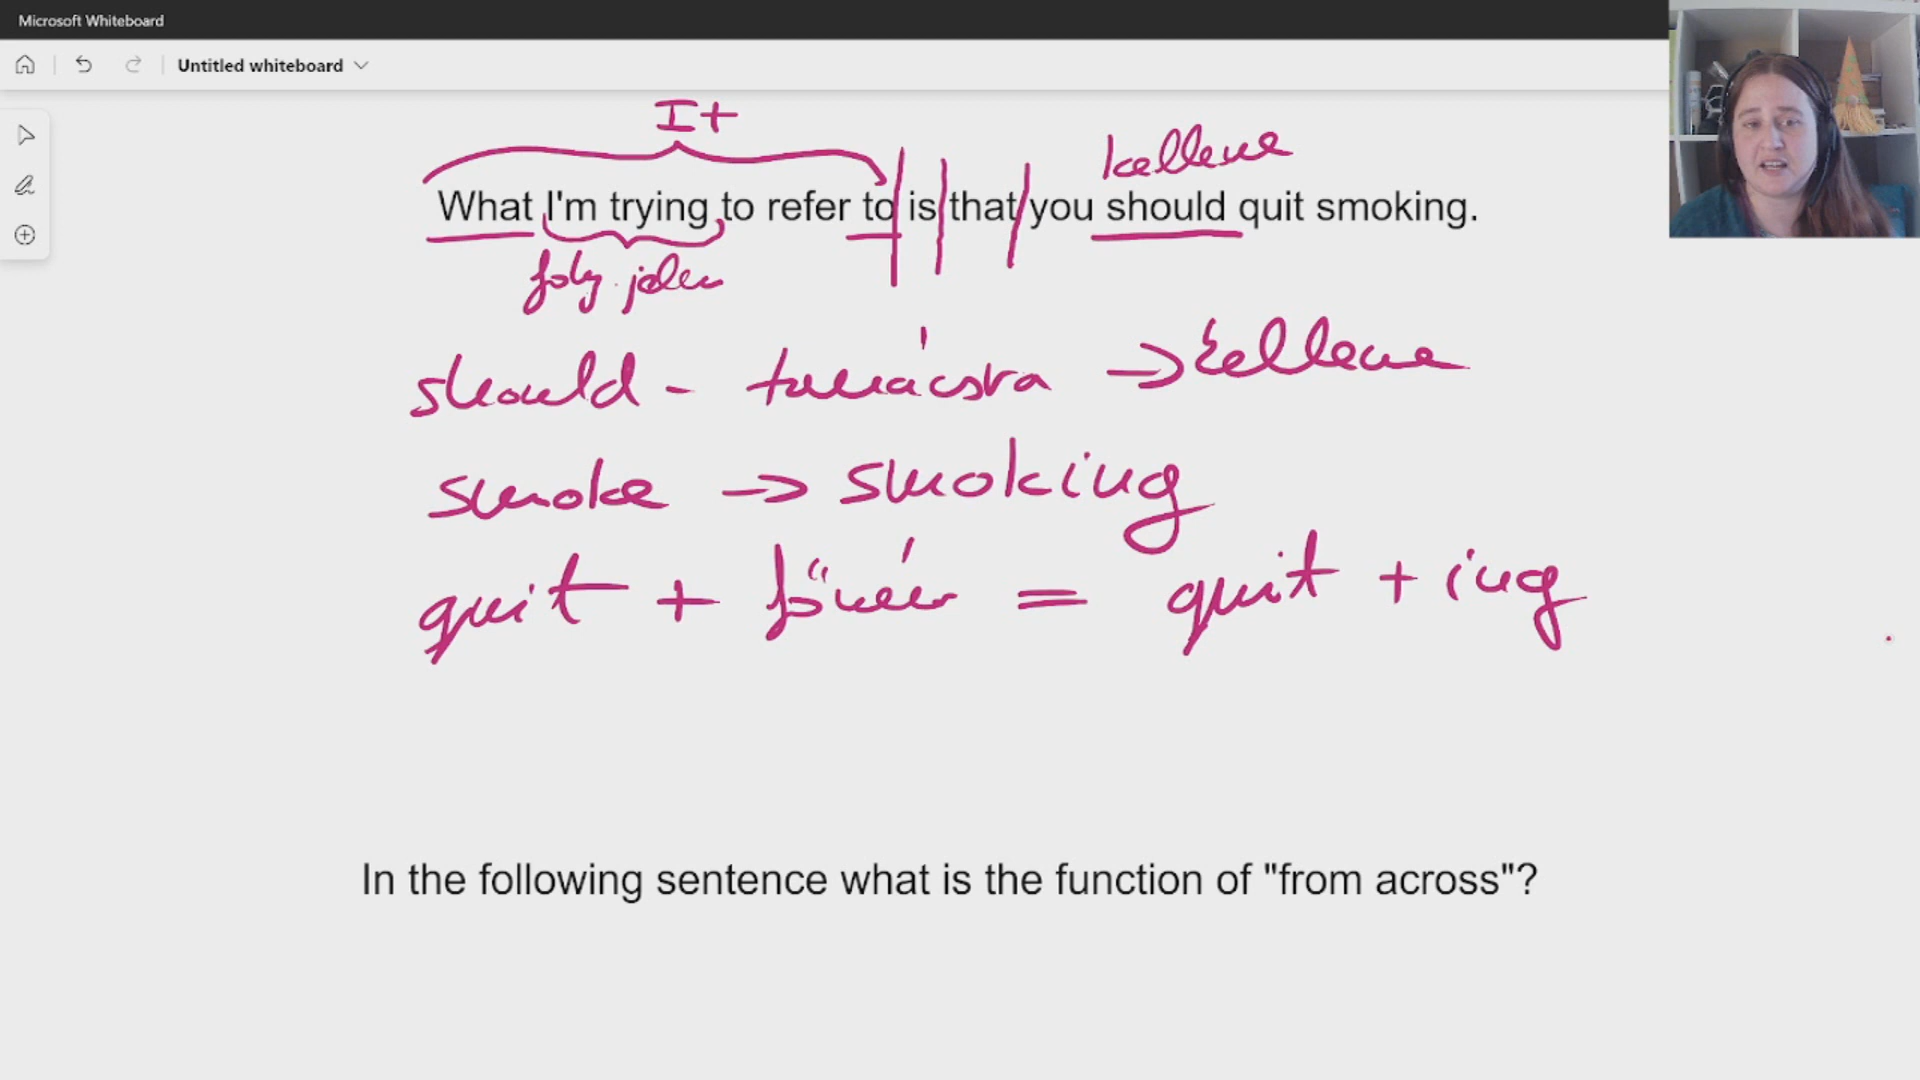 Microsoft Whiteboard
Untitled whiteboard
It
kellene
What I'm trying to refer to is that you should quit smoking.
foly. jelen
should - tanácsra → kellene
smoke → smoking
quit + főnév = quit + ing
In the following sentence what is the function of "from across"?